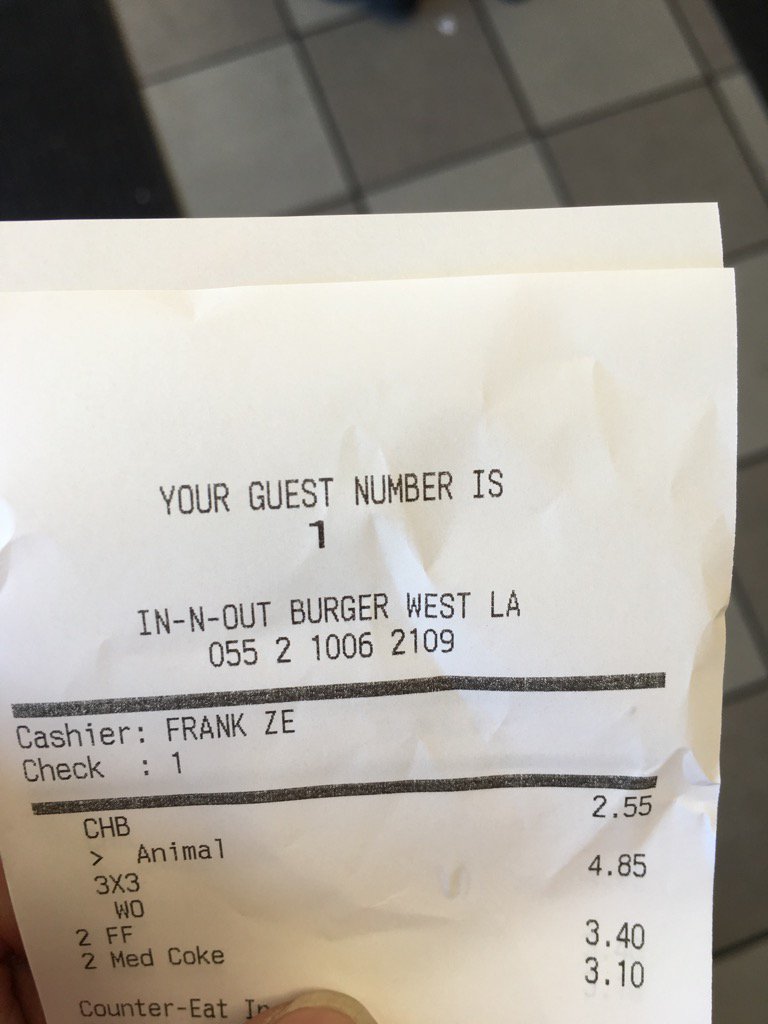 YOUR GUEST NUMBER IS
1
IN-N-OUT BURGER WEST LA
055 2 1006 2109
Cashier: FRANK ZE
Check : 1
CHB 2.55
> Animal
3X3 4.85
WO
2 FF 3.40
2 Med Coke 3.10
Counter-Eat In